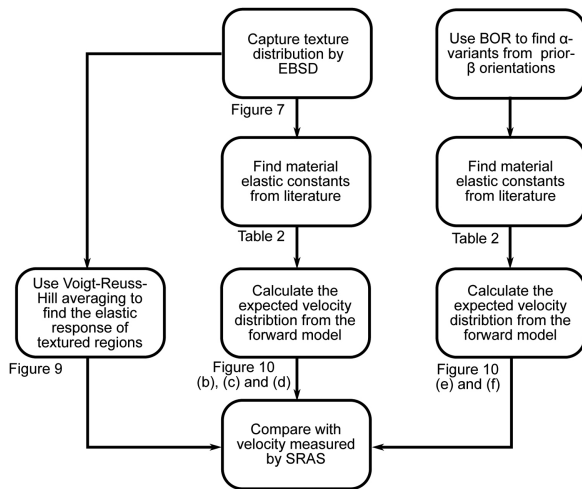 Capture texture
distribution by
EBSD
Use BOR to find α-
variants from prior-
β orientations
Figure 7
Find material
elastic constants
from literature
Find material
elastic constants
from literature
Table 2
Table 2
Use Voigt-Reuss-
Hill averaging to
find the elastic
response of
textured regions
Calculate the
expected velocity
distribtion from the
forward model
Calculate the
expected velocity
distribtion from the
forward model
Figure 9
Figure 10
(b), (c) and (d)
Figure 10
(e) and (f)
Compare with
velocity measured
by SRAS